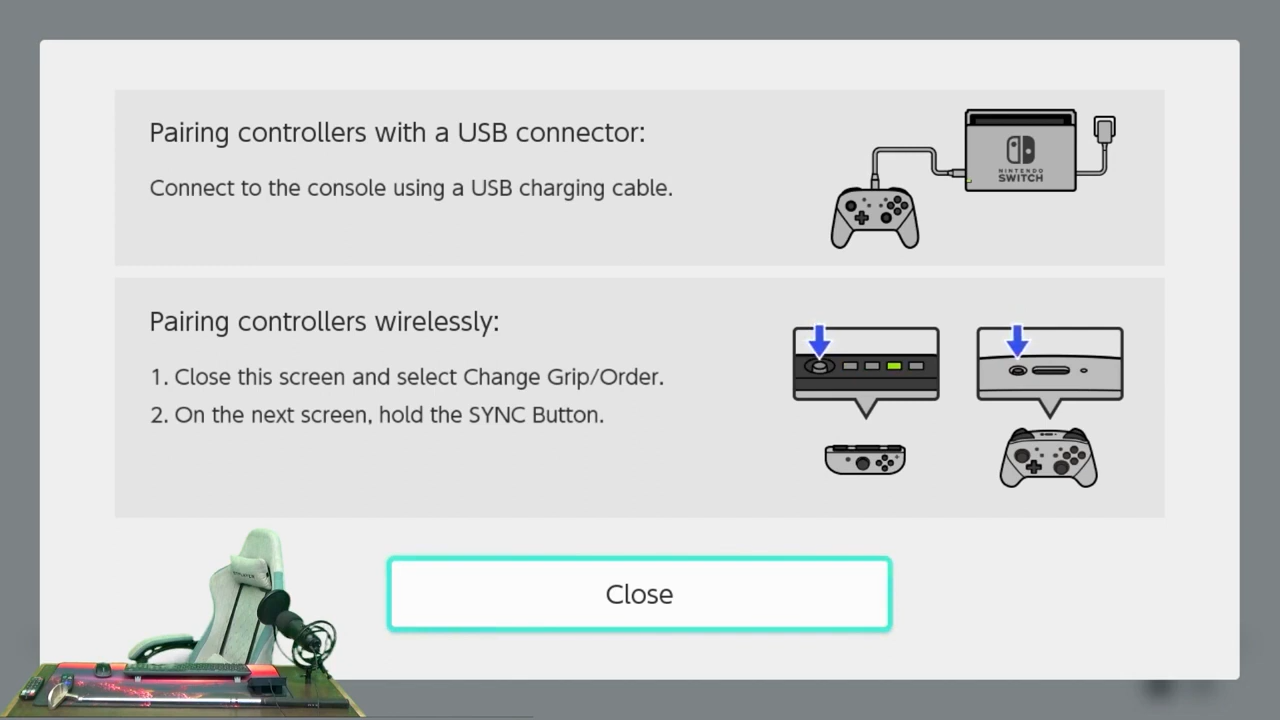 Pairing controllers with a USB connector:
Connect to the console using a USB charging cable.
NINTENDO
SWITCH
Pairing controllers wirelessly:
1. Close this screen and select Change Grip/Order.
2. On the next screen, hold the SYNC Button.
Close